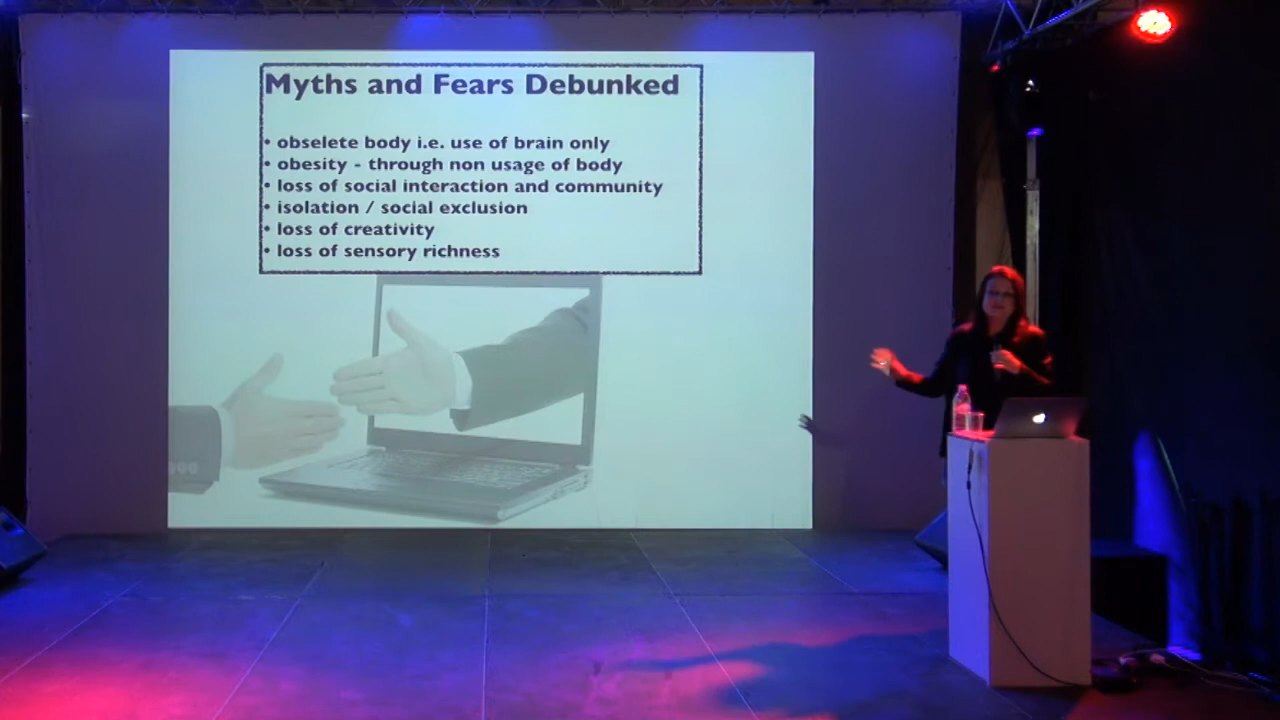 Myths and Fears Debunked
• obselete body i.e. use of brain only
• obesity - through non usage of body
• loss of social interaction and community
• isolation / social exclusion
• loss of creativity
• loss of sensory richness